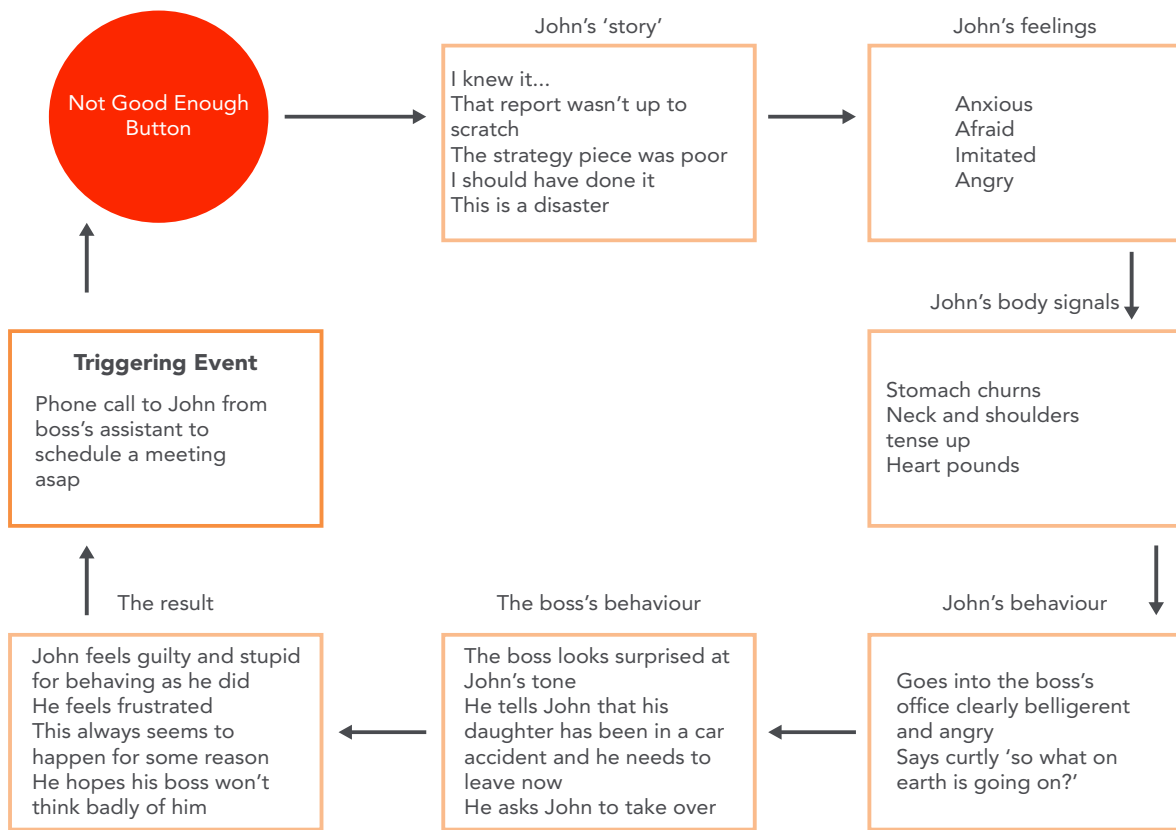 Not Good Enough
Button
John’s ‘story’
I knew it...
That report wasn’t up to
scratch
The strategy piece was poor
I should have done it
This is a disaster
John’s feelings
Anxious
Afraid
Imitated
Angry
John’s body signals
Stomach churns
Neck and shoulders
tense up
Heart pounds
John’s behaviour
Goes into the boss’s
office clearly belligerent
and angry
Says curtly ‘so what on
earth is going on?’
The boss’s behaviour
The boss looks surprised at
John’s tone
He tells John that his
daughter has been in a car
accident and he needs to
leave now
He asks John to take over
The result
John feels guilty and stupid
for behaving as he did
He feels frustrated
This always seems to
happen for some reason
He hopes his boss won’t
think badly of him
Triggering Event
Phone call to John from
boss’s assistant to
schedule a meeting
asap